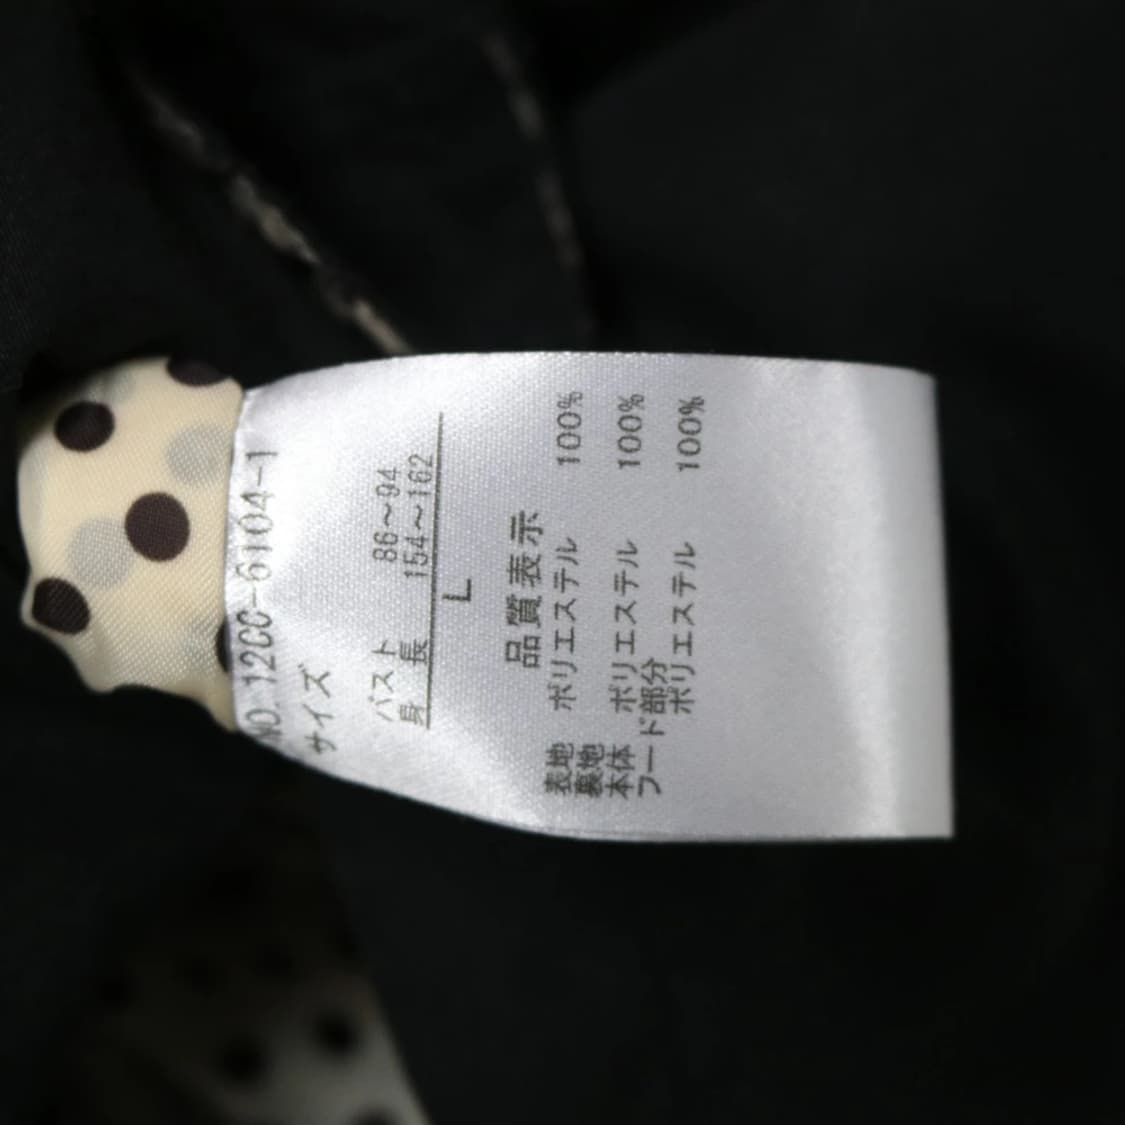 NO.12CC-6104-1
サイズ
バスト 86～94
身長 154～162
L
品質表示
表地 ポリエステル 100%
裏地
本体 ポリエステル 100%
フード部分
ポリエステル 100%